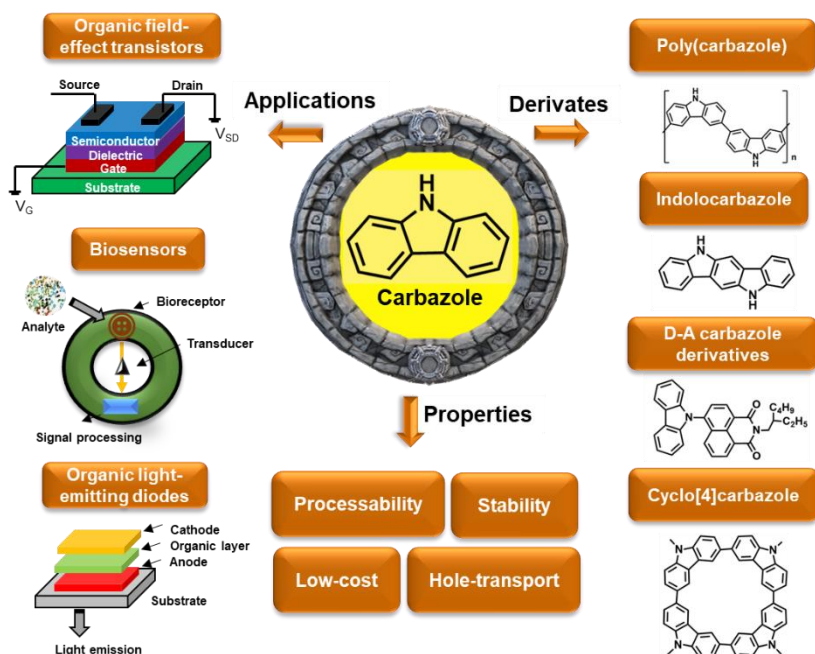 Organic field-
effect transistors
Source
Drain
V_SD
Semiconductor
Dielectric
Gate
Substrate
V_G
Biosensors
Analyte
Bioreceptor
Transducer
Signal processing
Organic light-
emitting diodes
Cathode
Organic layer
Anode
Substrate
Light emission
Applications
Derivates
H
N
Carbazole
Properties
Processability
Stability
Low-cost
Hole-transport
Poly(carbazole)
H
N
N
H
n
Indolocarbazole
H
N
N
H
D-A carbazole
derivatives
N
O
N
O
C4H9
C2H5
Cyclo[4]carbazole
N
N
N
N